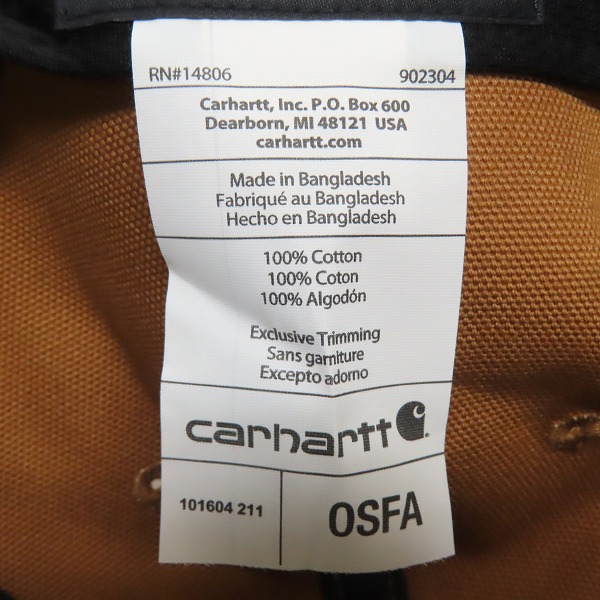 RN#14806 902304
Carhartt, Inc. P.O. Box 600
Dearborn, MI 48121 USA
carhartt.com
Made in Bangladesh
Fabriqué au Bangladesh
Hecho en Bangladesh
100% Cotton
100% Coton
100% Algodón
Exclusive Trimming
Sans garniture
Excepto adorno
carhartt
101604 211 OSFA